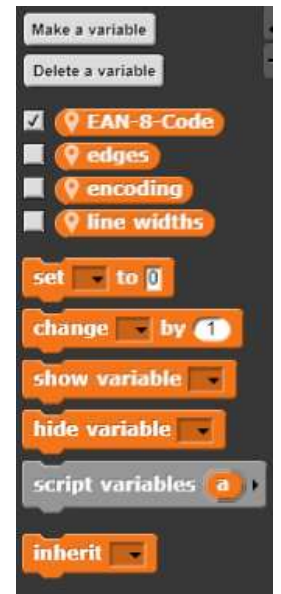 Make a variable
Delete a variable
EAN-8-Code
edges
encoding
line widths
set to 0
change by 1
show variable
hide variable
script variables a
inherit